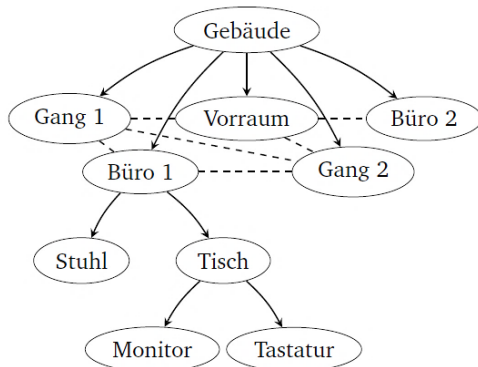 Gebäude
Gang 1
Vorraum
Büro 2
Büro 1
Gang 2
Stuhl
Tisch
Monitor
Tastatur